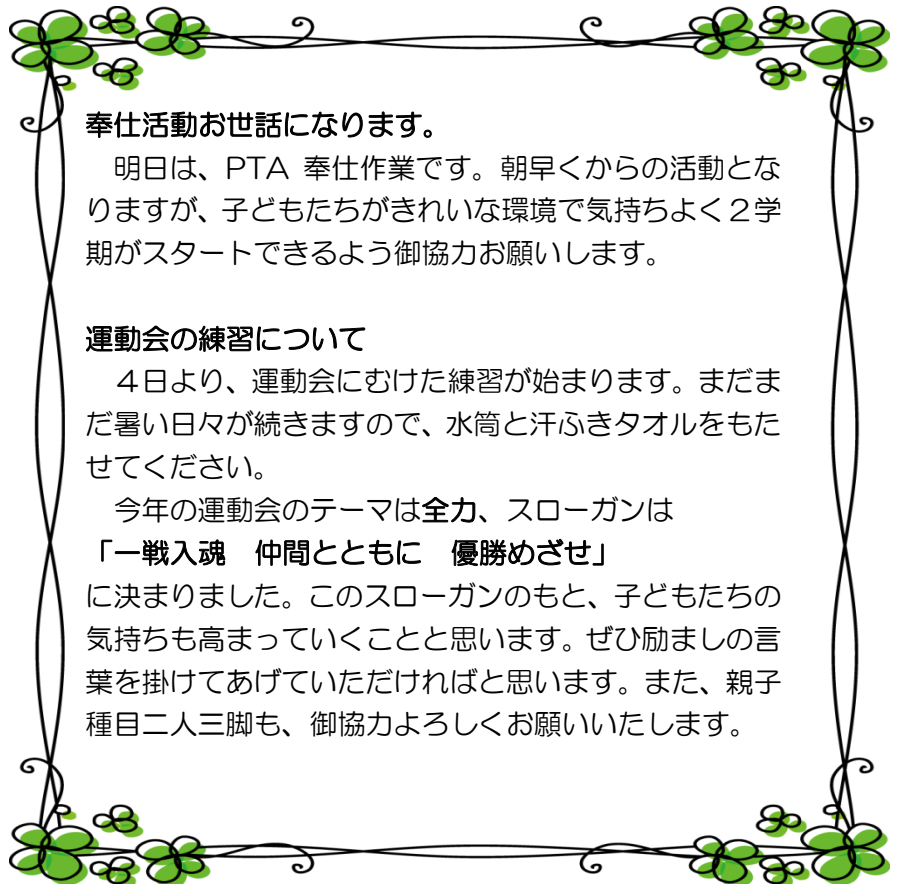 奉仕活動お世話になります。
　明日は、PTA 奉仕作業です。朝早くからの活動とな
りますが、子どもたちがきれいな環境で気持ちよく２学
期がスタートできるよう御協力お願いします。
運動会の練習について
　４日より、運動会にむけた練習が始まります。まだま
だ暑い日々が続きますので、水筒と汗ふきタオルをもた
せてください。
　今年の運動会のテーマは全力、スローガンは
「一戦入魂　仲間とともに　優勝めざせ」
に決まりました。このスローガンのもと、子どもたちの
気持ちも高まっていくことと思います。ぜひ励ましの言
葉を掛けてあげていただければと思います。また、親子
種目二人三脚も、御協力よろしくお願いいたします。